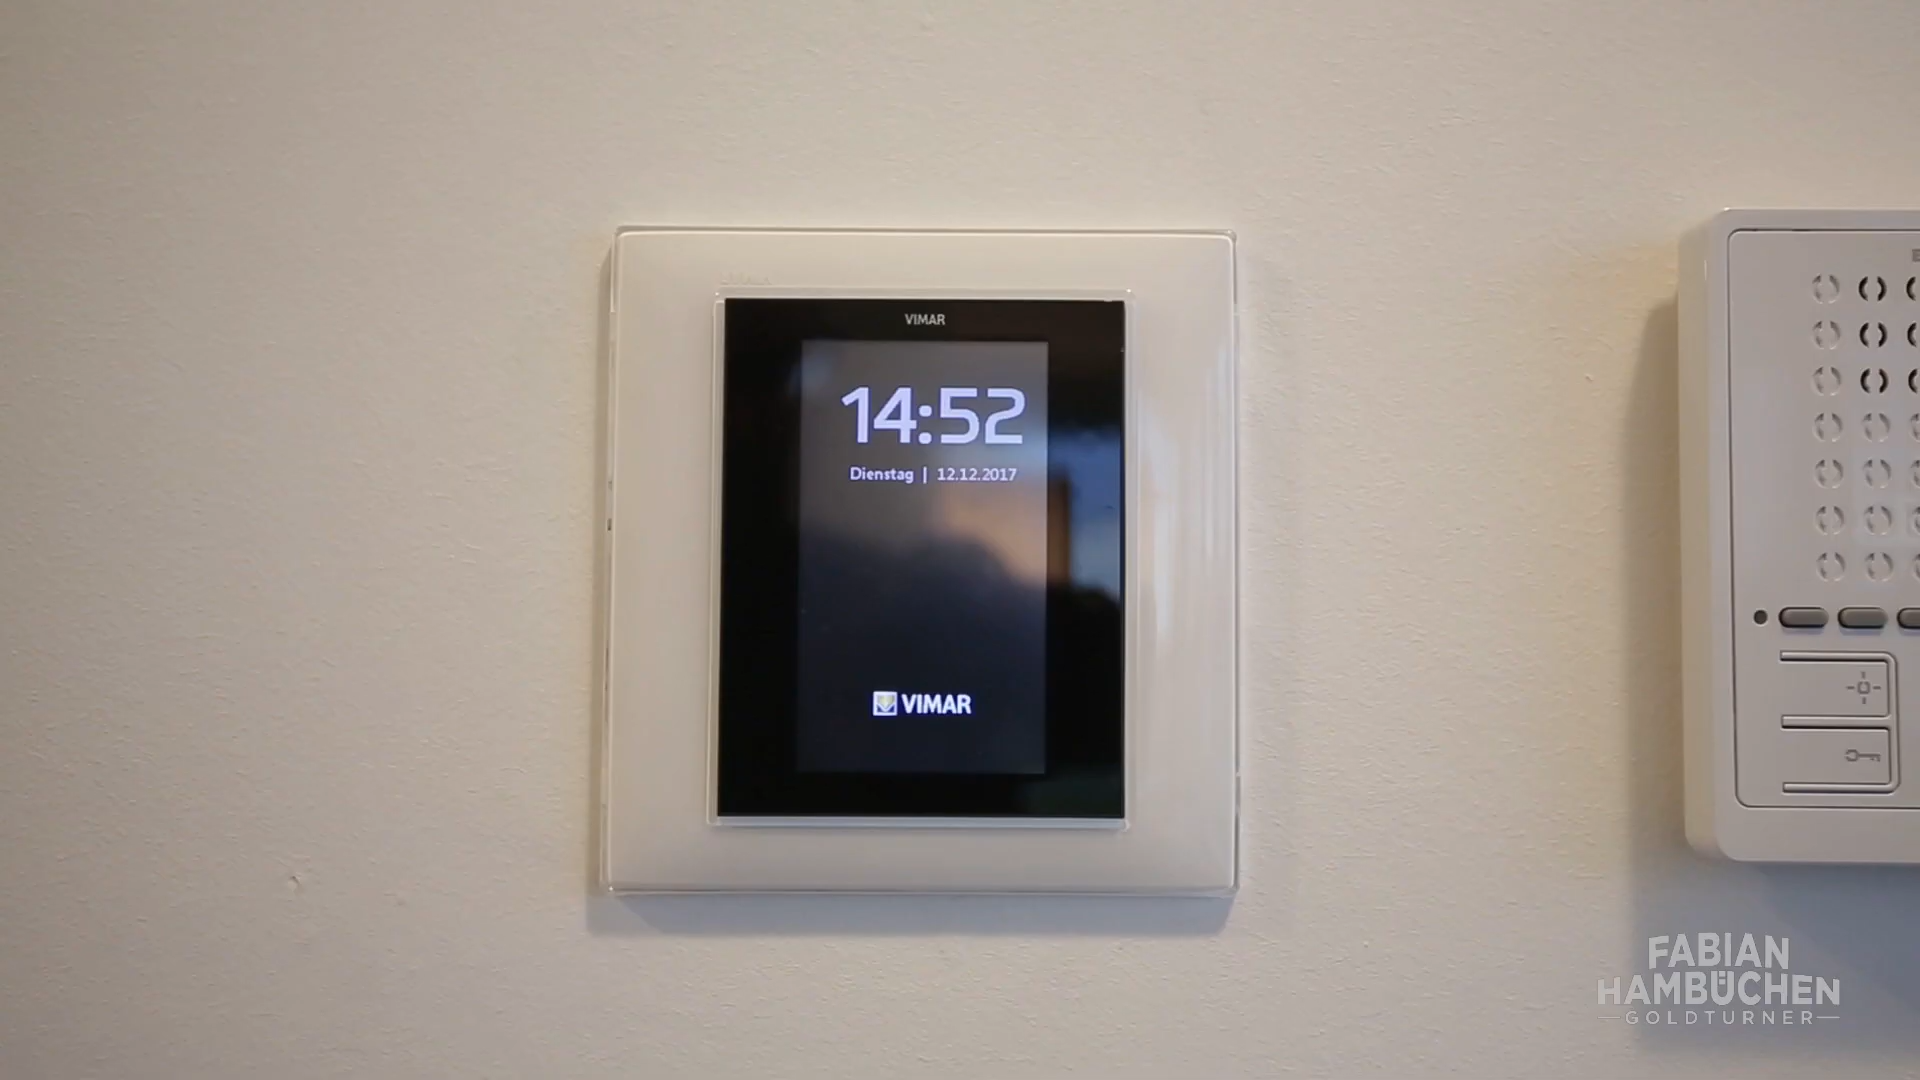 VIMAR
14:52
Dienstag | 12.12.2017
VIMAR
FABIAN
HAMBÜCHEN
GOLDTURNER